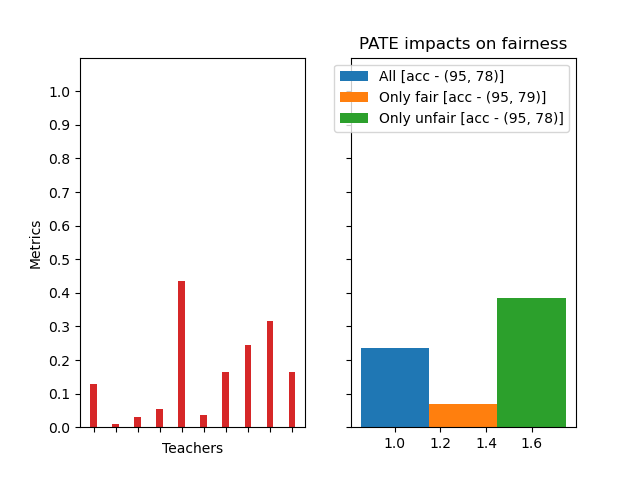 PATE impacts on fairness
All [acc - (95, 78)]
Only fair [acc - (95, 79)]
Only unfair [acc - (95, 78)]
Metrics
1.0
0.9
0.8
0.7
0.6
0.5
0.4
0.3
0.2
0.1
0.0
Teachers
1.0 1.2 1.4 1.6